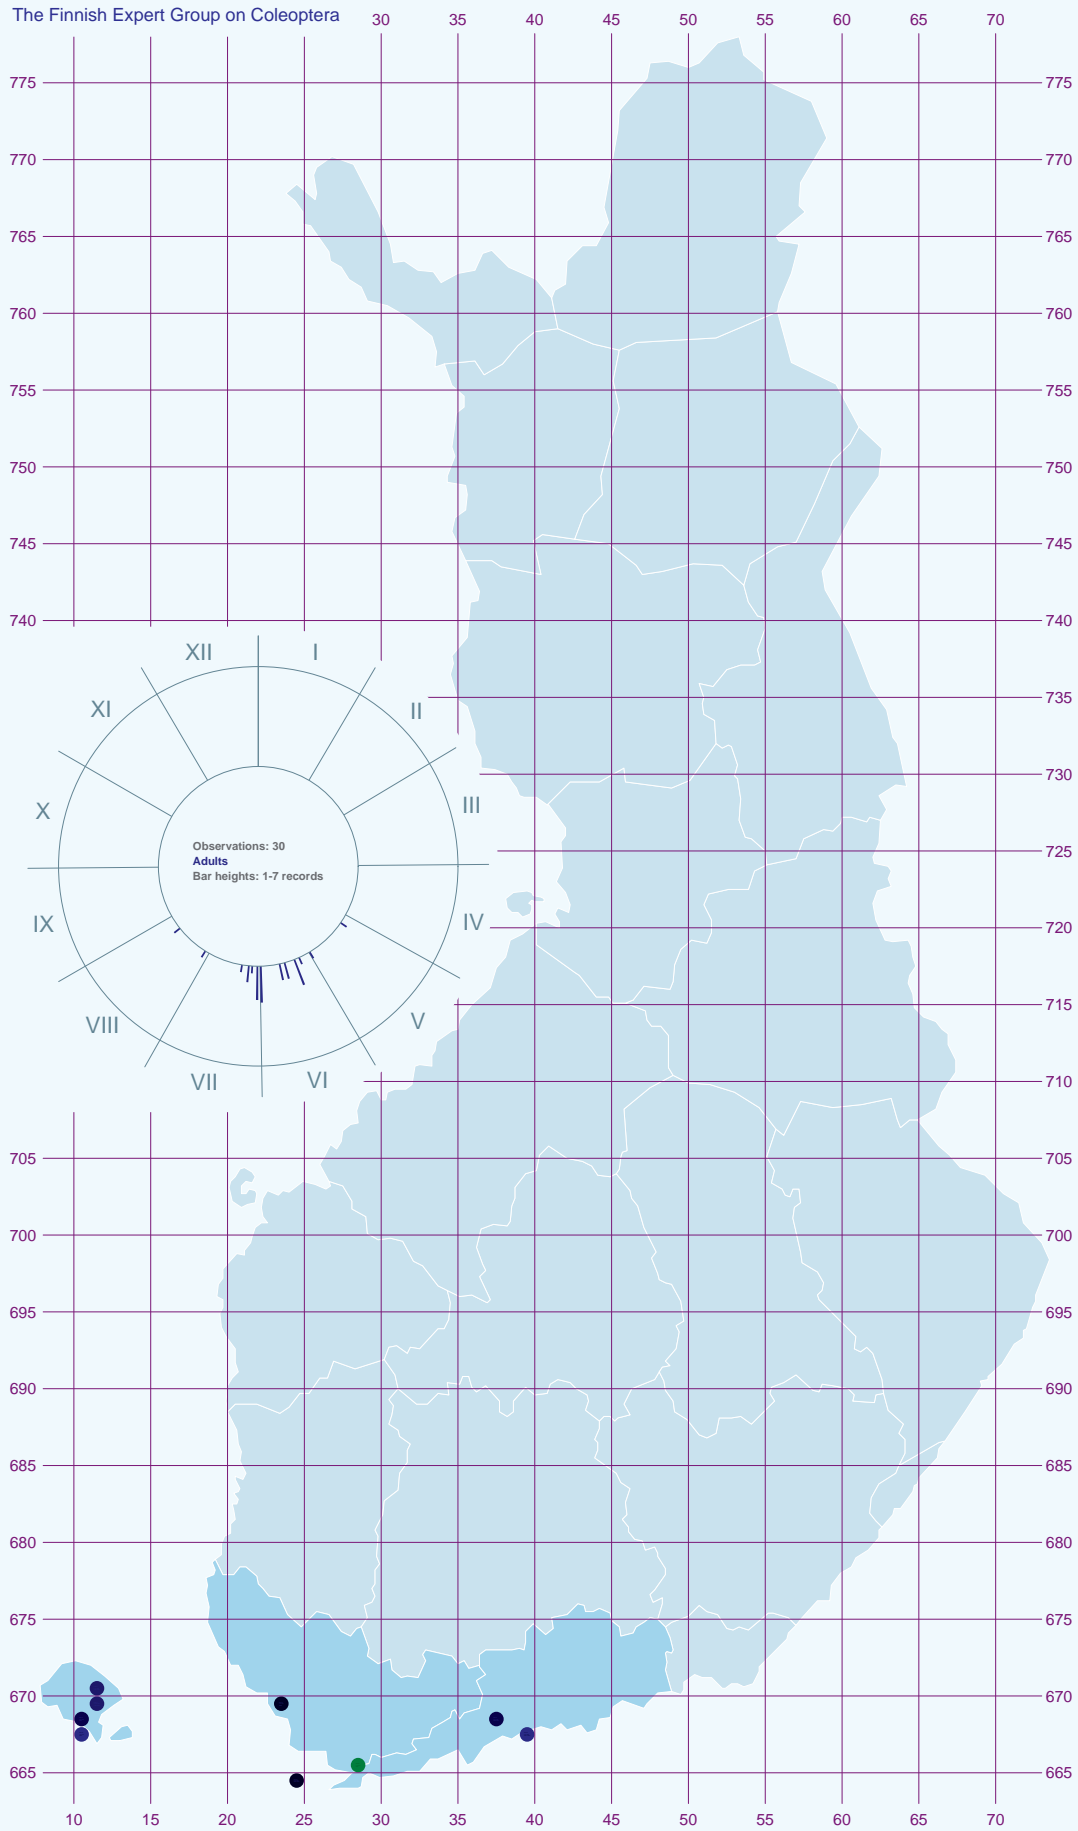 The Finnish Expert Group on Coleoptera
30 40 45 50 55 60 65 70
775 775
770 770
765 765
760 760
755 755
750 750
745 745
740 740
XII I
XI II
735
730
X III
Observations: 30
Adults
Bar heights: 1-7 records
725
IX IV
720
VIII V
715
VII VI
710 710
705 705
700 700
695 695
690 690
685 685
680 680
675 675
670 670
665 665
10 15 20 25 30 35 40 45 50 55 60 65 70